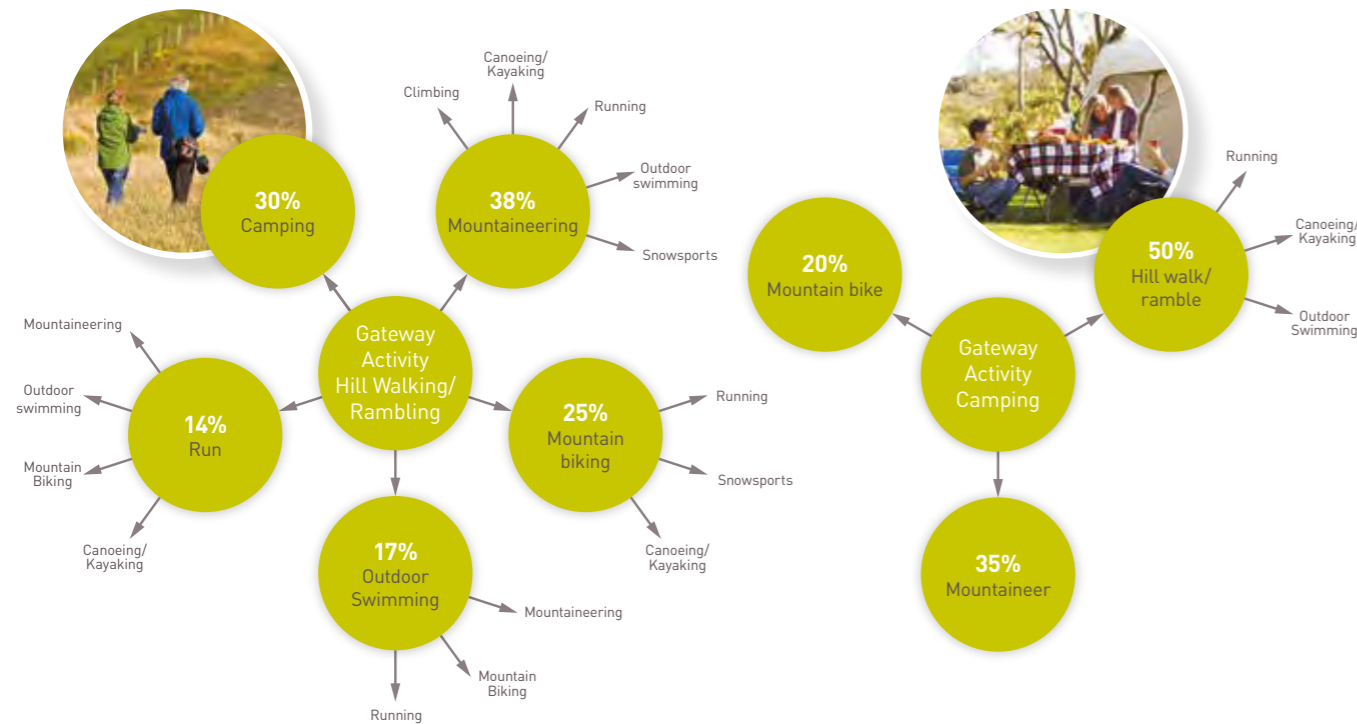 Canoeing/
Kayaking
Climbing
Running
30%
Camping
38%
Mountaineering
Outdoor
swimming
Snowsports
Mountaineering
Outdoor
swimming
Mountain
Biking
Canoeing/
Kayaking
14%
Run
Gateway
Activity
Hill Walking/
Rambling
25%
Mountain
biking
Running
Snowsports
Canoeing/
Kayaking
17%
Outdoor
Swimming
Mountaineering
Mountain
Biking
Running
20%
Mountain bike
50%
Hill walk/
ramble
Running
Canoeing/
Kayaking
Outdoor
Swimming
Gateway
Activity
Camping
35%
Mountaineer